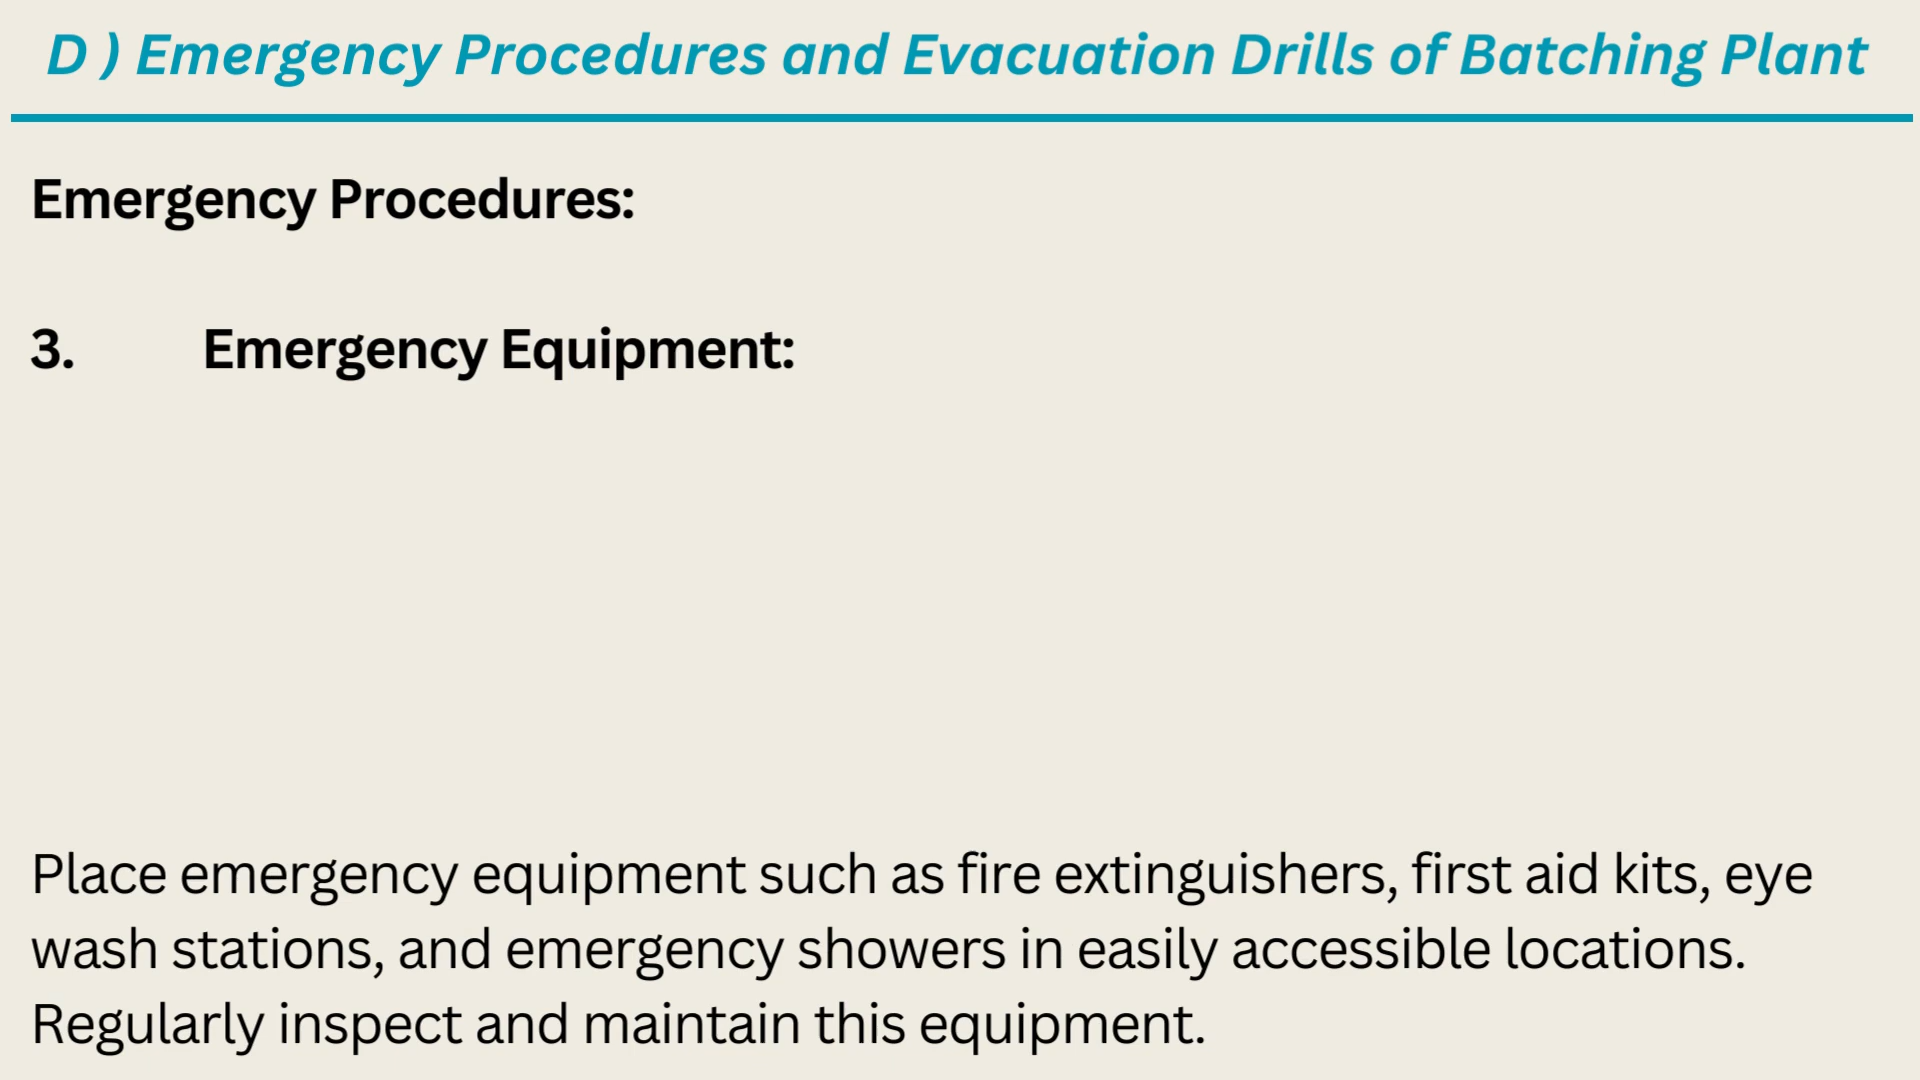 D ) Emergency Procedures and Evacuation Drills of Batching Plant
Emergency Procedures:
3. Emergency Equipment:
Place emergency equipment such as fire extinguishers, first aid kits, eye
wash stations, and emergency showers in easily accessible locations.
Regularly inspect and maintain this equipment.